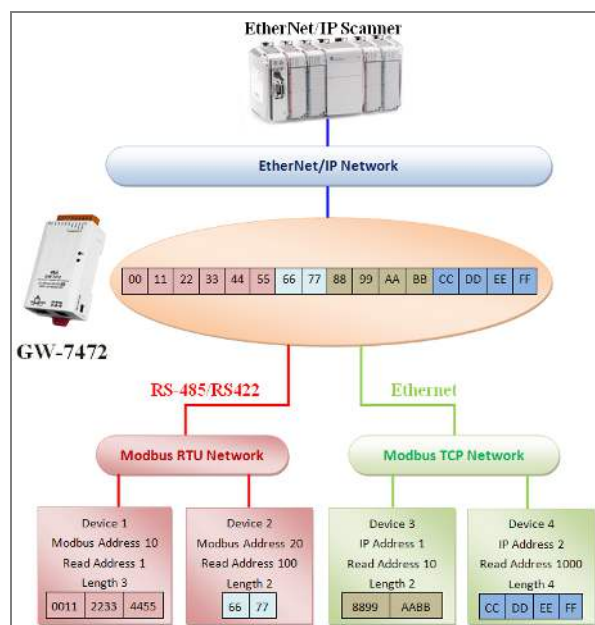 EtherNet/IP Scanner
EtherNet/IP Network
00 11 22 33 44 55 66 77 88 99 AA BB CC DD EE FF
GW-7472
RS-485/RS422
Ethernet
Modbus RTU Network
Modbus TCP Network
Device 1
Modbus Address 10
Read Address 1
Length 3
0011 2233 4455
Device 2
Modbus Address 20
Read Address 100
Length 2
66 77
Device 3
IP Address 1
Read Address 10
Length 2
8899 AABB
Device 4
IP Address 2
Read Address 1000
Length 4
CC DD EE FF